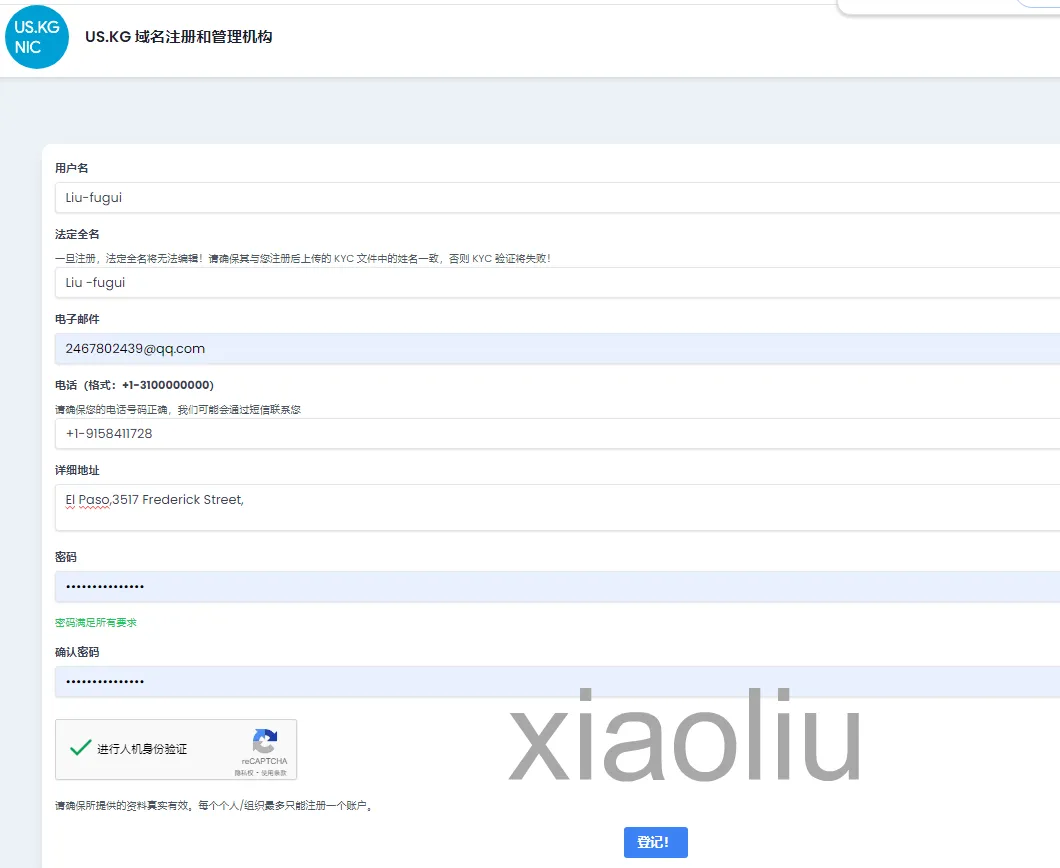 US.KG
NIC
US.KG 域名注册和管理机构
用户名
Liu-fugui
法定全名
一旦注册，法定全名将无法编辑！请确保其与您注册后上传的 KYC 文件中的姓名一致，否则 KYC 验证将失败！
Liu -fugui
电子邮件
2467802439@qq.com
电话（格式：+1-3100000000）
请确保您的电话号码正确，我们可能会通过短信联系您
+1-9158411728
详细地址
El Paso,3517 Frederick Street,
密码
•••••••••••••••
密码满足所有要求
确认密码
•••••••••••••••
xiaoliu
进行人机身份验证
reCAPTCHA
隐私权 - 使用条款
请确保所提供的资料真实有效。每个个人/组织最多只能注册一个账户。
登记！